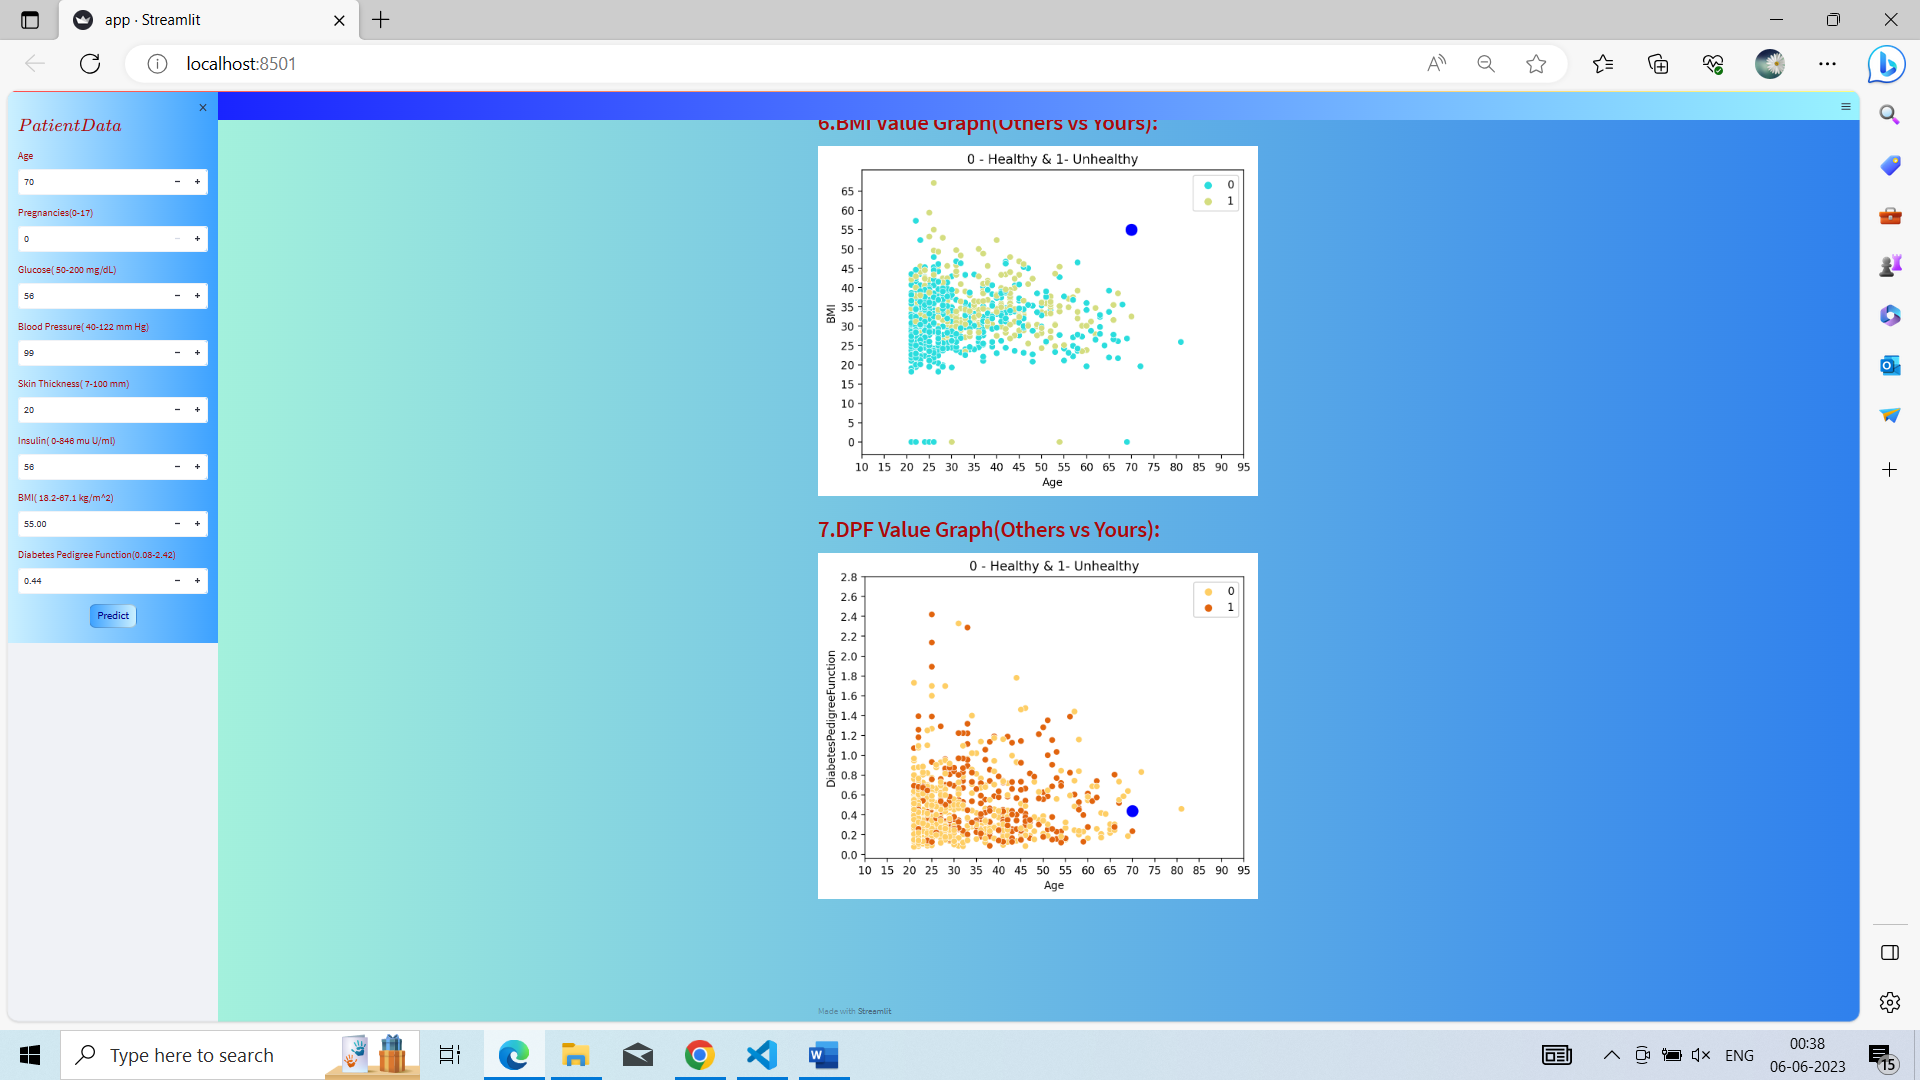 app · Streamlit
localhost:8501
PatientData
Age
70
Pregnancies(0-17)
0
Glucose( 50-200 mg/dL)
56
Blood Pressure( 40-122 mm Hg)
99
Skin Thickness( 7-100 mm)
20
Insulin( 0-846 mu U/ml)
56
BMI( 18.2-67.1 kg/m^2)
55.00
Diabetes Pedigree Function(0.08-2.42)
0.44
Predict
6.BMI Value Graph(Others vs Yours):
0 - Healthy & 1- Unhealthy
0
1
65
60
55
50
45
40
35
30
25
20
15
10
5
0
BMI
10 15 20 25 30 35 40 45 50 55 60 65 70 75 80 85 90 95
Age
7.DPF Value Graph(Others vs Yours):
0 - Healthy & 1- Unhealthy
0
1
2.8
2.6
2.4
2.2
2.0
1.8
1.6
1.4
1.2
1.0
0.8
0.6
0.4
0.2
0.0
DiabetesPedigreeFunction
10 15 20 25 30 35 40 45 50 55 60 65 70 75 80 85 90 95
Age
Made with Streamlit
Type here to search
ENG
00:38
06-06-2023
15